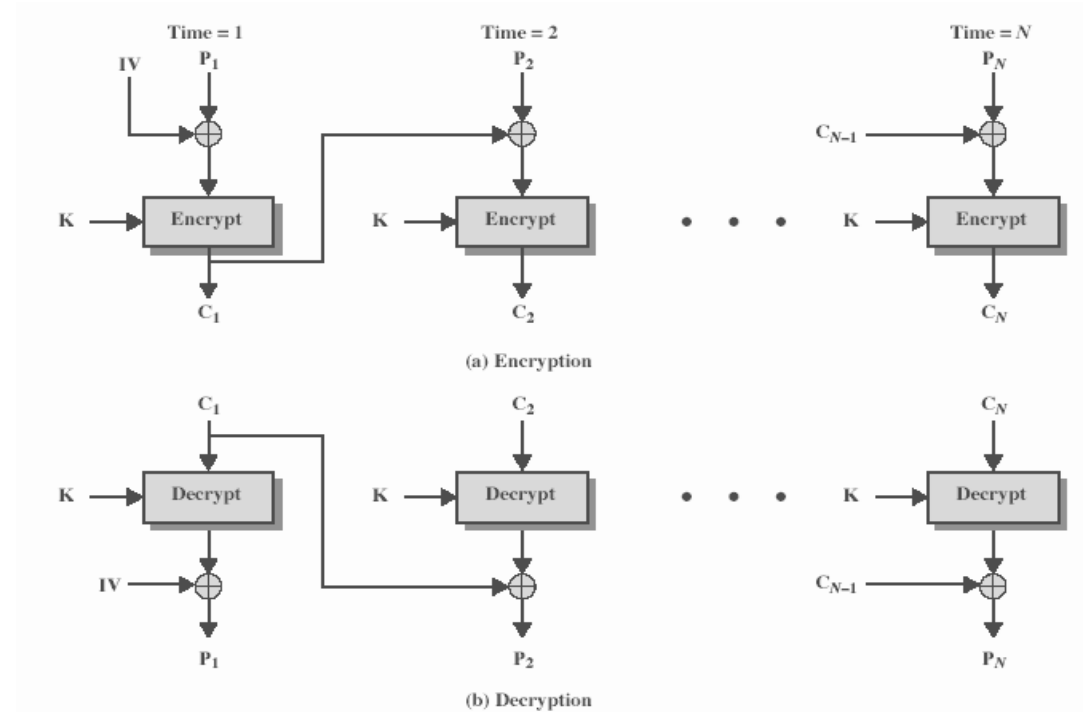 Time = 1 Time = 2 Time = N
IV P1 P2 PN
CN–1
K Encrypt K Encrypt • • • K Encrypt
C1 C2 CN
(a) Encryption
C1 C2 CN
K Decrypt K Decrypt • • • K Decrypt
IV CN–1
P1 P2 PN
(b) Decryption